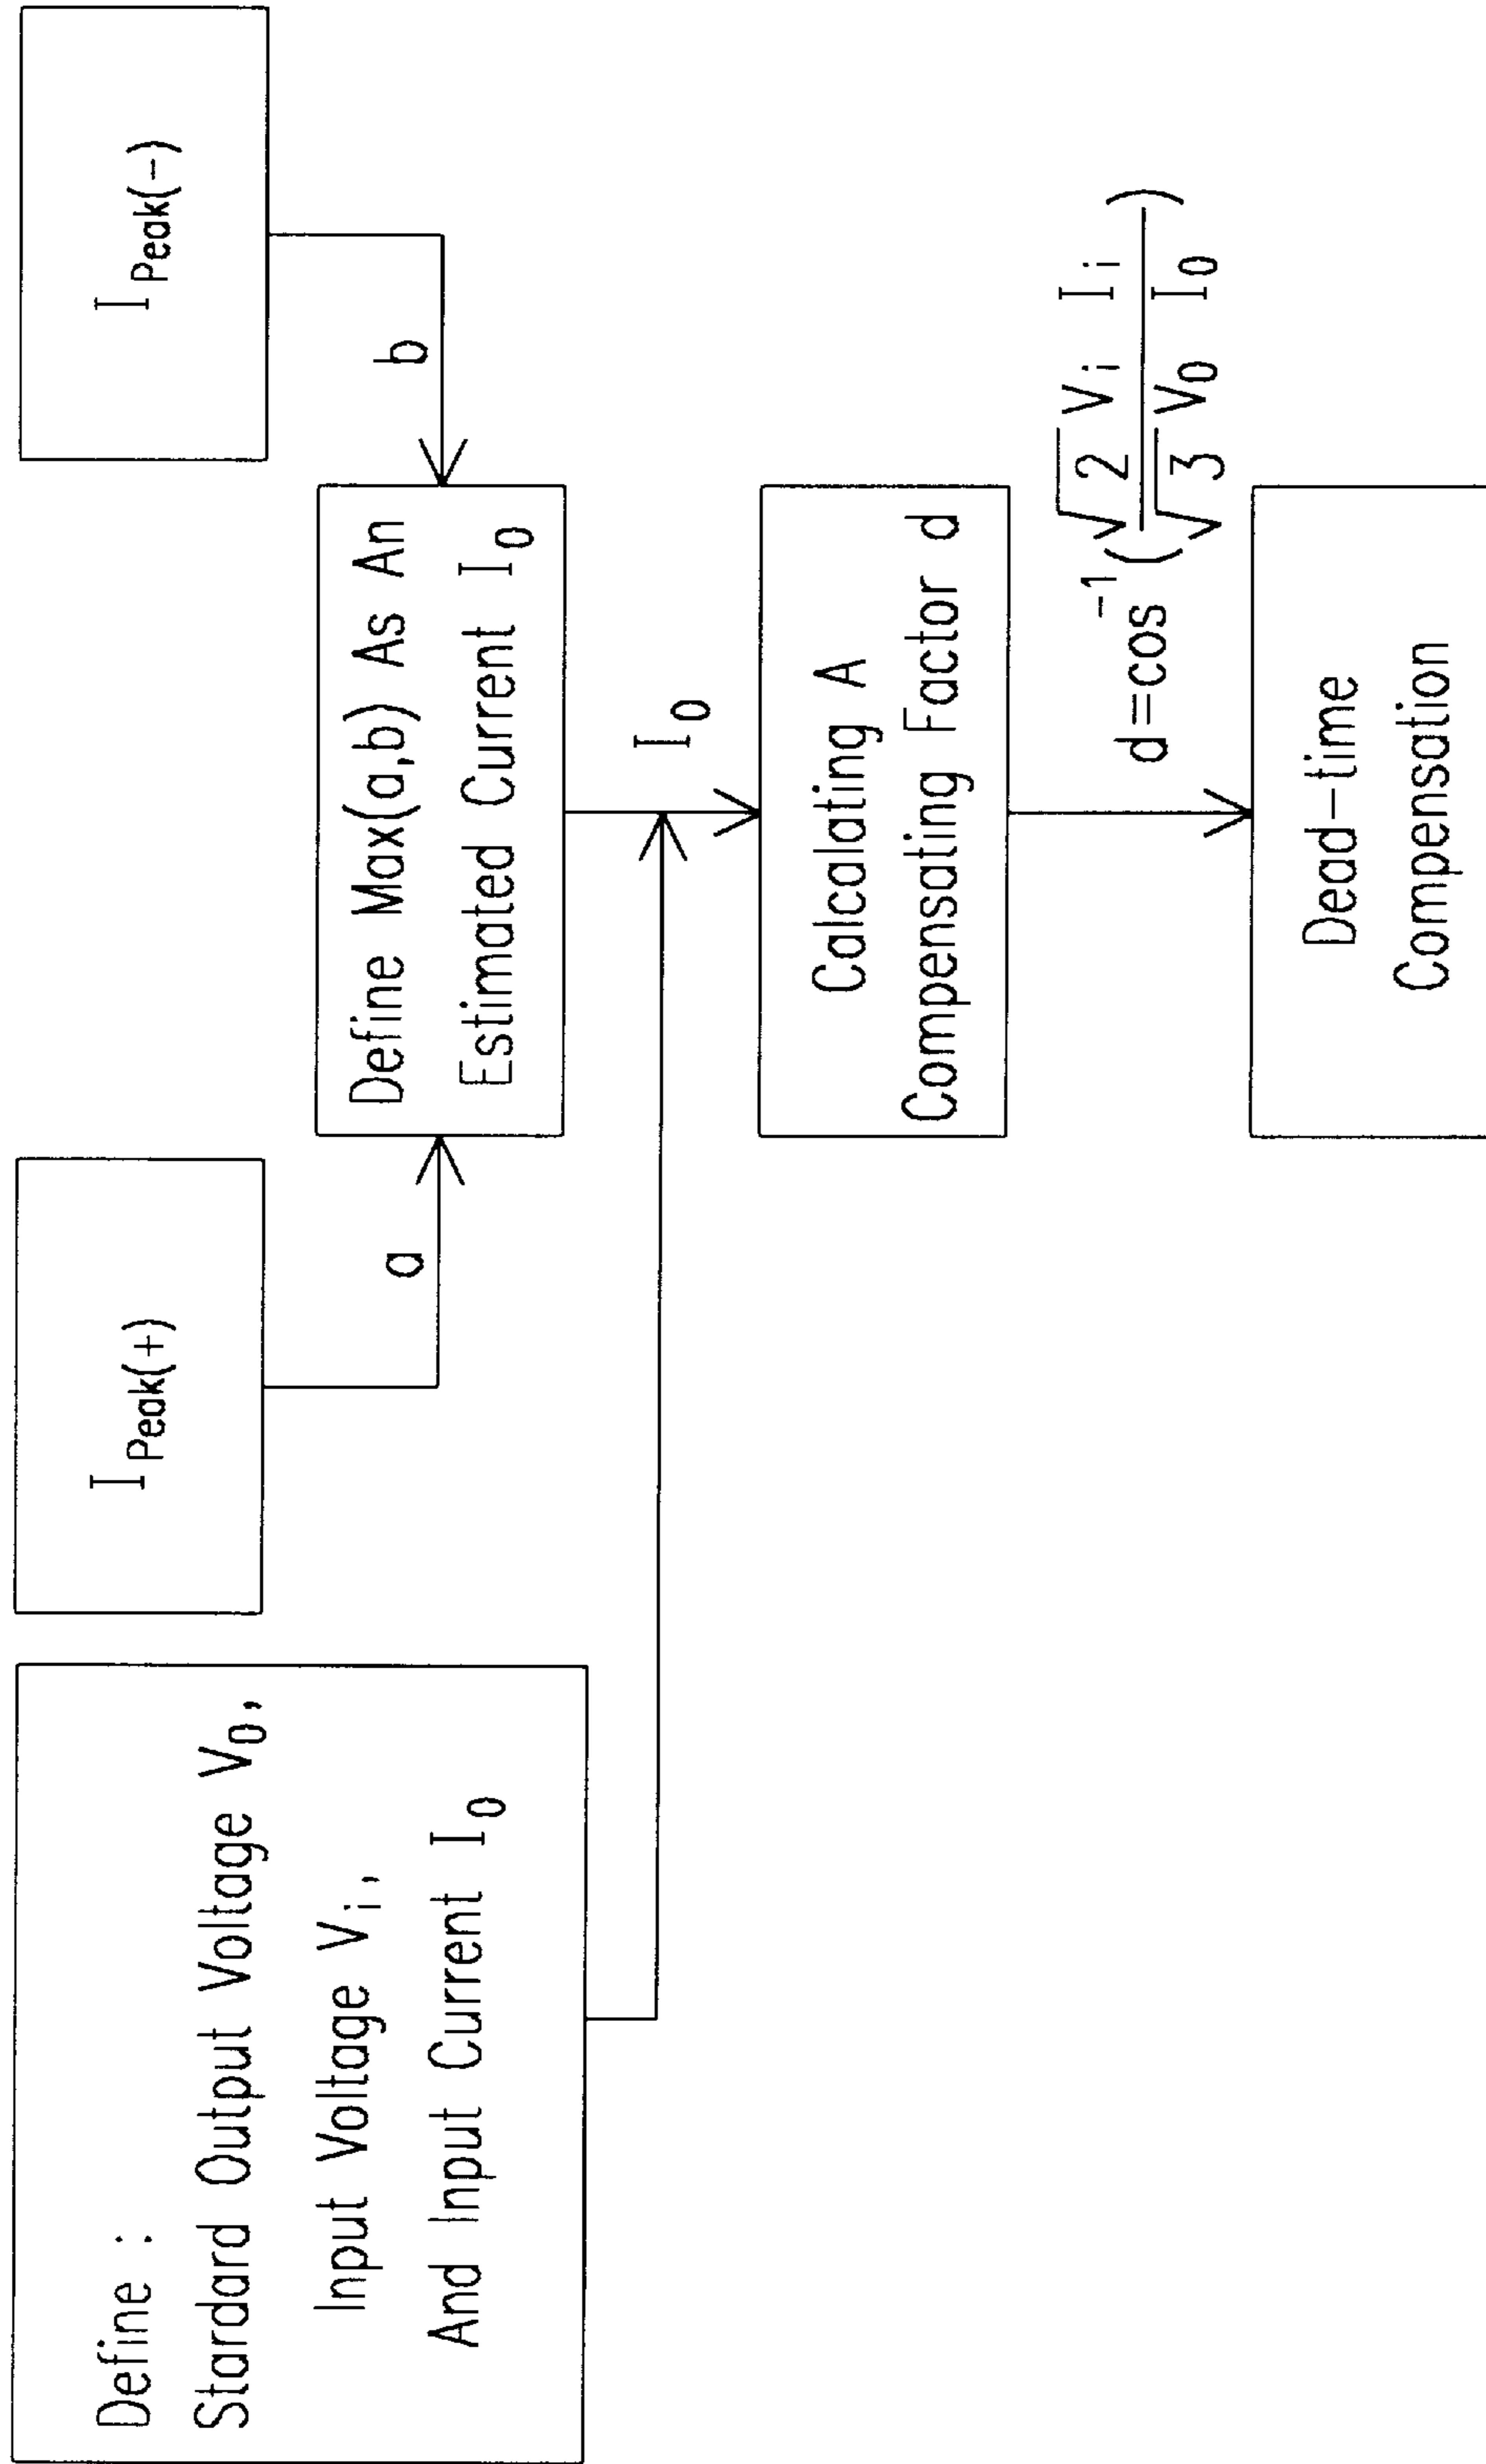 Define :
Stardard Output Voltage V0,
Input Voltage Vi,
And Input Current I0
IPeak(+)
IPeak(-)
a
b
Define Max(a,b) As An
Estimated Current I0
I0
Calcalating A
Compensating Factor d
d=cos⁻¹(√2 Vi Ii / √3 V0 I0)
Dead-time
Compensation